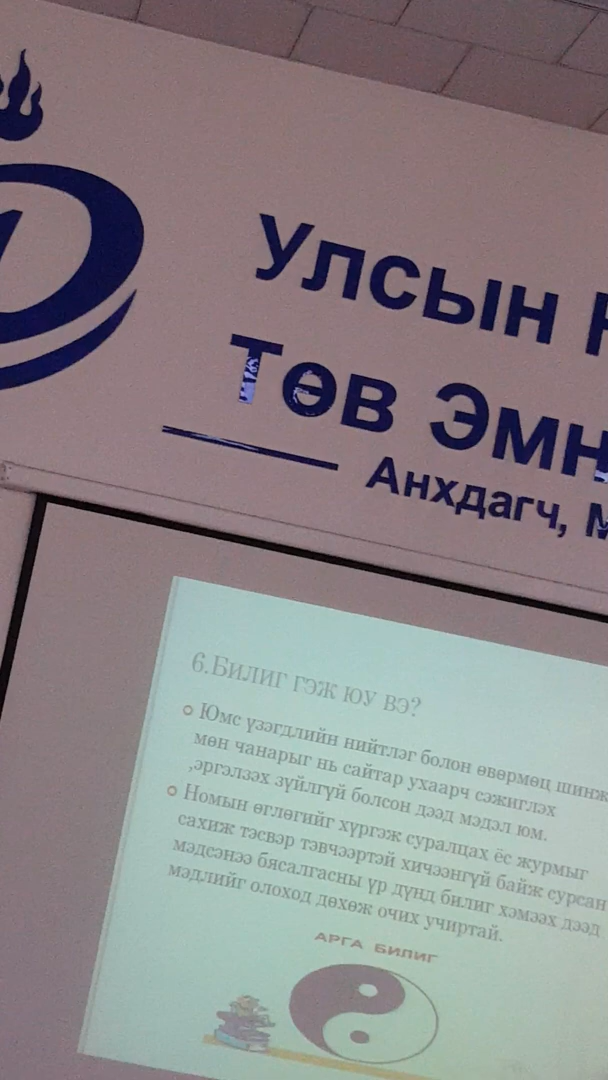 Улсын
Төв Эмн
Анхдагч,
6.Билиг гэж юу вэ?
Юмс үзэгдлийн нийтлэг болон өвөрмөц шинж
мөн чанарыг нь сайтар ухаарч сэжиглэх
,эргэлзэх зүйлгүй болсон дээд мэдэл юм.
Номын өглөгийг хүргэж суралцах ёс журмыг
сахиж тэсвэр тэвчээртэй хичээнгүй байж сурсан
мэдсэнээ бясалгасны үр дүнд билиг хэмээх дээд
мэдлийг олоход дөхөж очих учиртай.
АРГА БИЛИГ